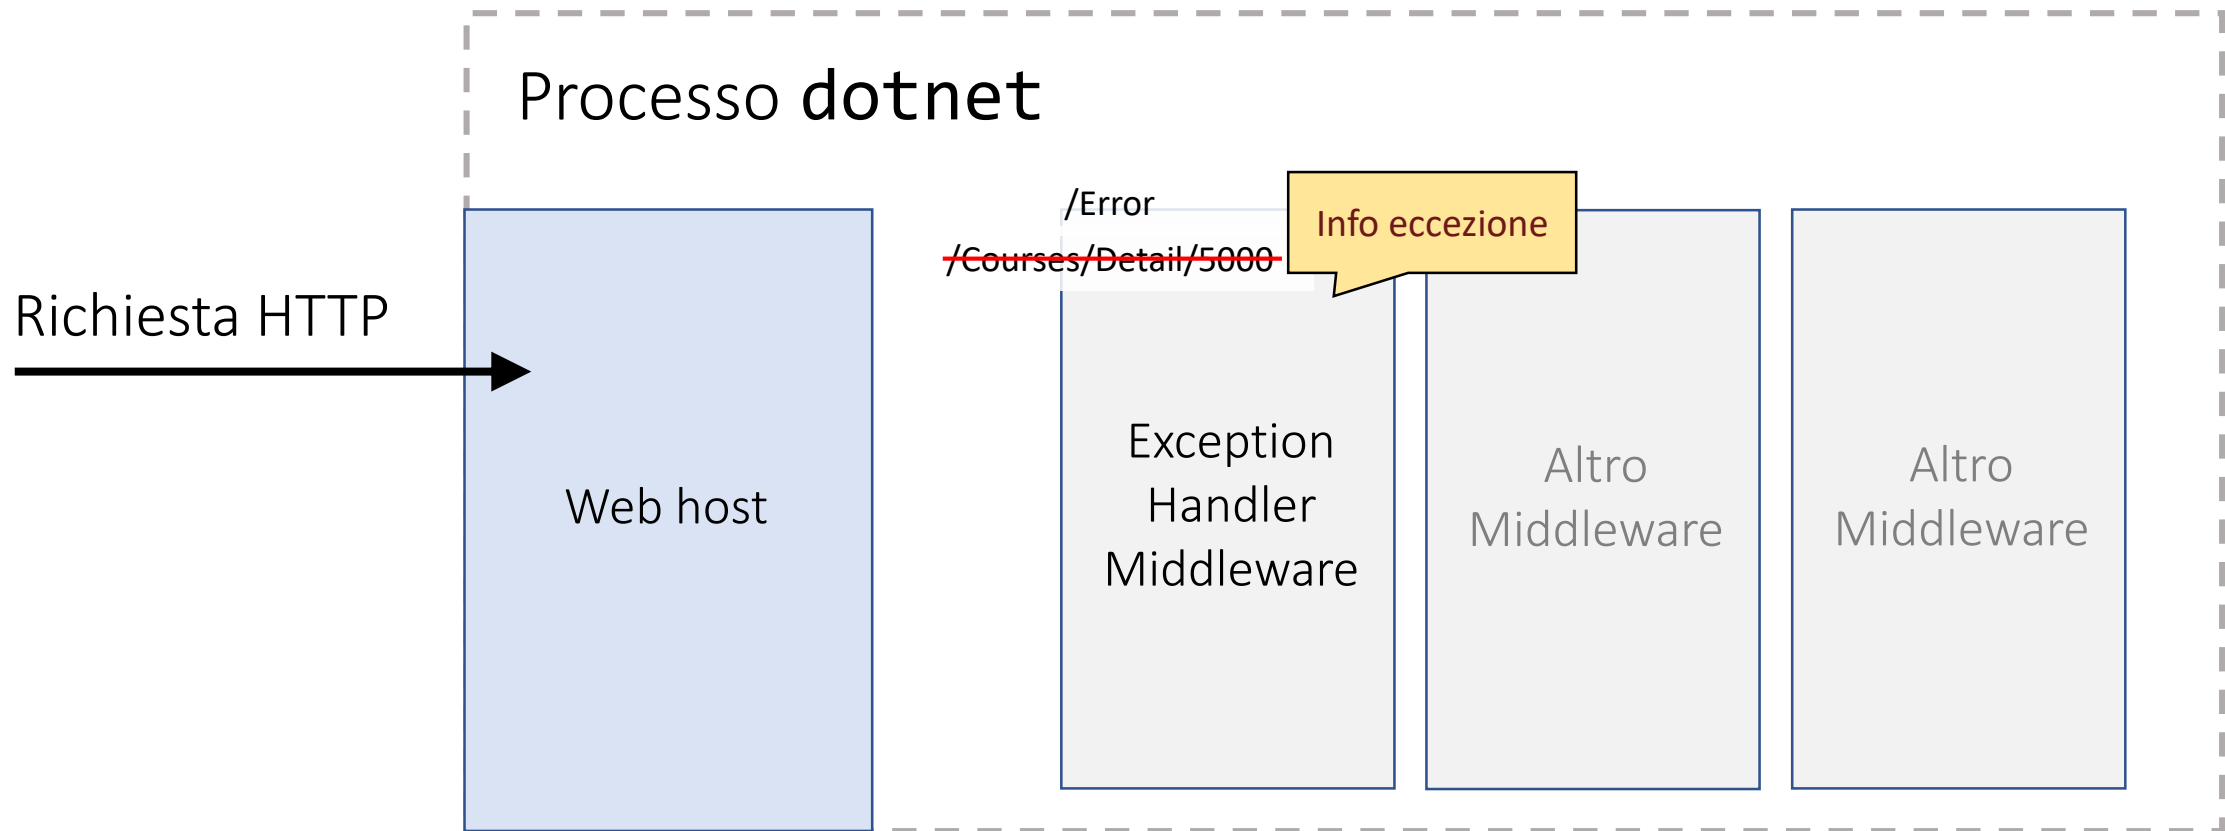 Processo dotnet
/Error
/Courses/Detail/5000
Info eccezione
Richiesta HTTP
Web host
Exception
Handler
Middleware
Altro
Middleware
Altro
Middleware